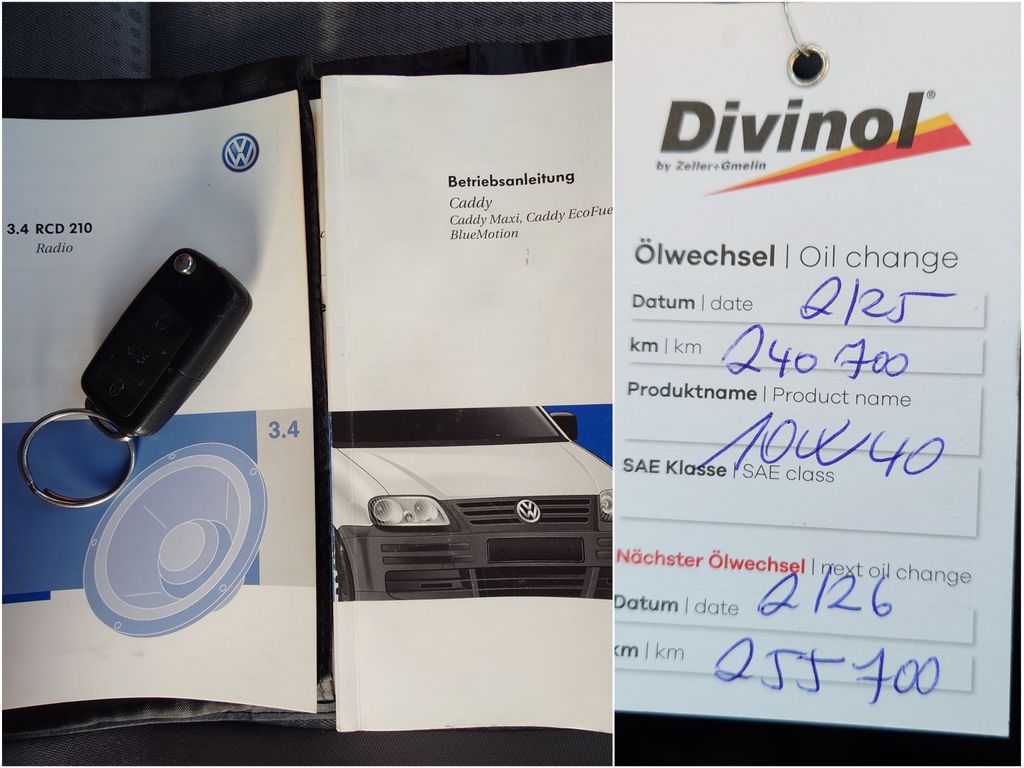 3.4 RCD 210
Radio
3.4
Betriebsanleitung
Caddy
Caddy Maxi, Caddy EcoFue
BlueMotion
Divinol®
by Zeller+Gmelin
Ölwechsel | Oil change
Datum | date 2/25
km | km 240 700
Produktname | Product name
10W40
SAE Klasse | SAE class
Nächster Ölwechsel | next oil change
Datum | date 2/26
km | km 255 700